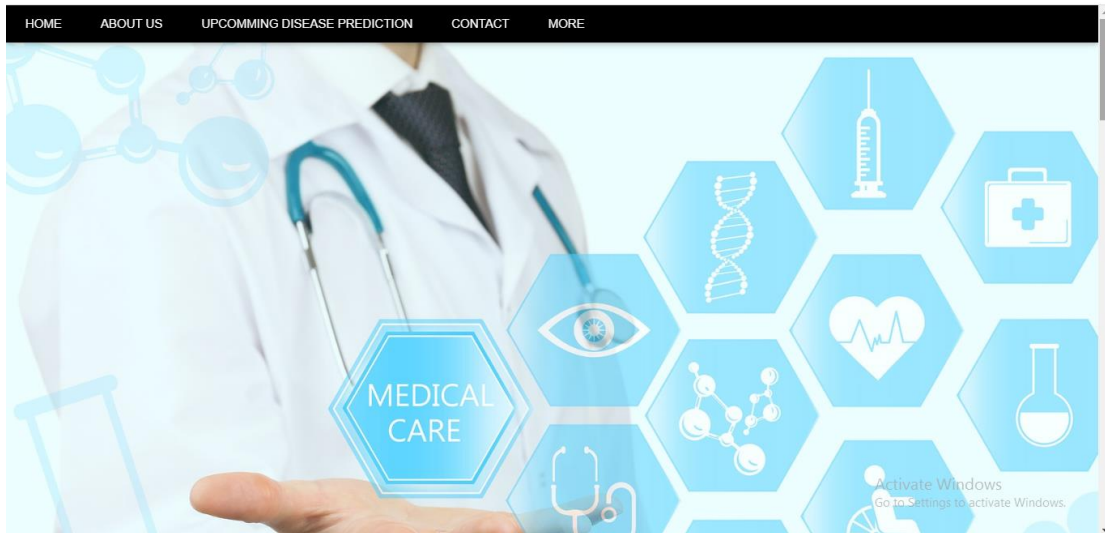 HOME ABOUT US UPCOMMING DISEASE PREDICTION CONTACT MORE
MEDICAL
CARE
Activate Windows
Go to Settings to activate Windows.